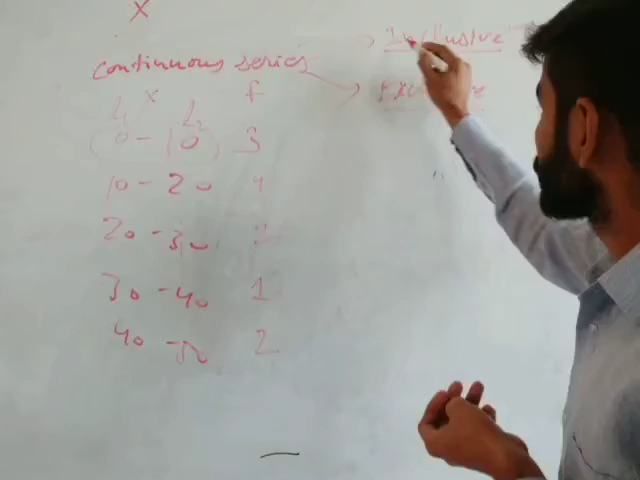 X
Inclusive
continuous series
Exclusive
L1 x L2 f
0 - 10 3
10 - 20 4
20 - 30 2
30 - 40 1
40 - 50 2